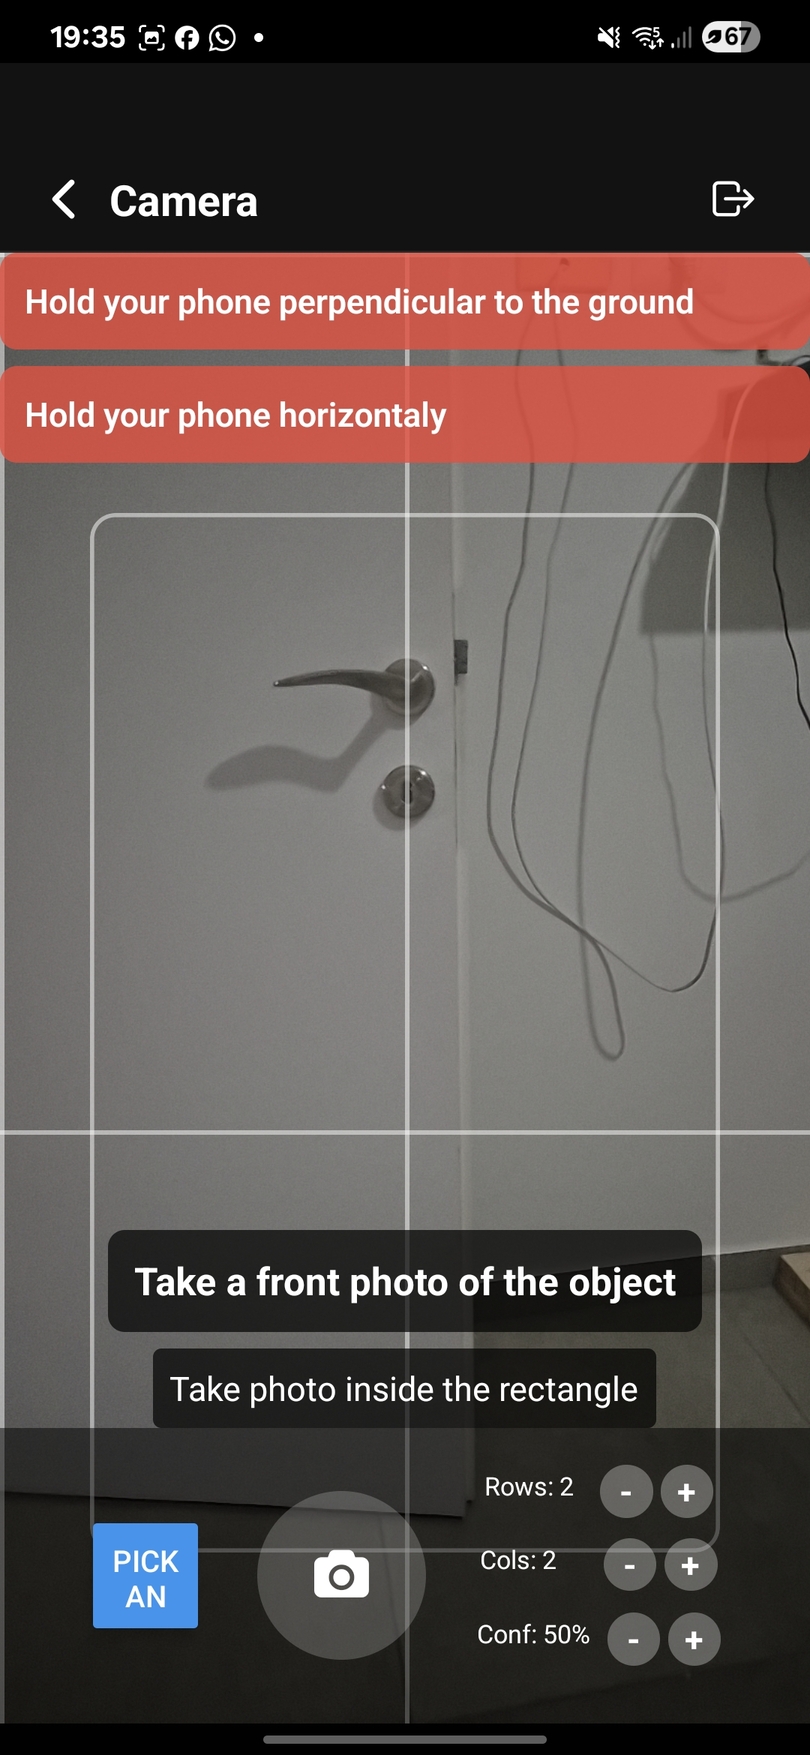 19:35
5
67
Camera
Hold your phone perpendicular to the ground
Hold your phone horizontaly
Take a front photo of the object
Take photo inside the rectangle
Rows: 2 - +
PICK
AN
Cols: 2 - +
Conf: 50% - +